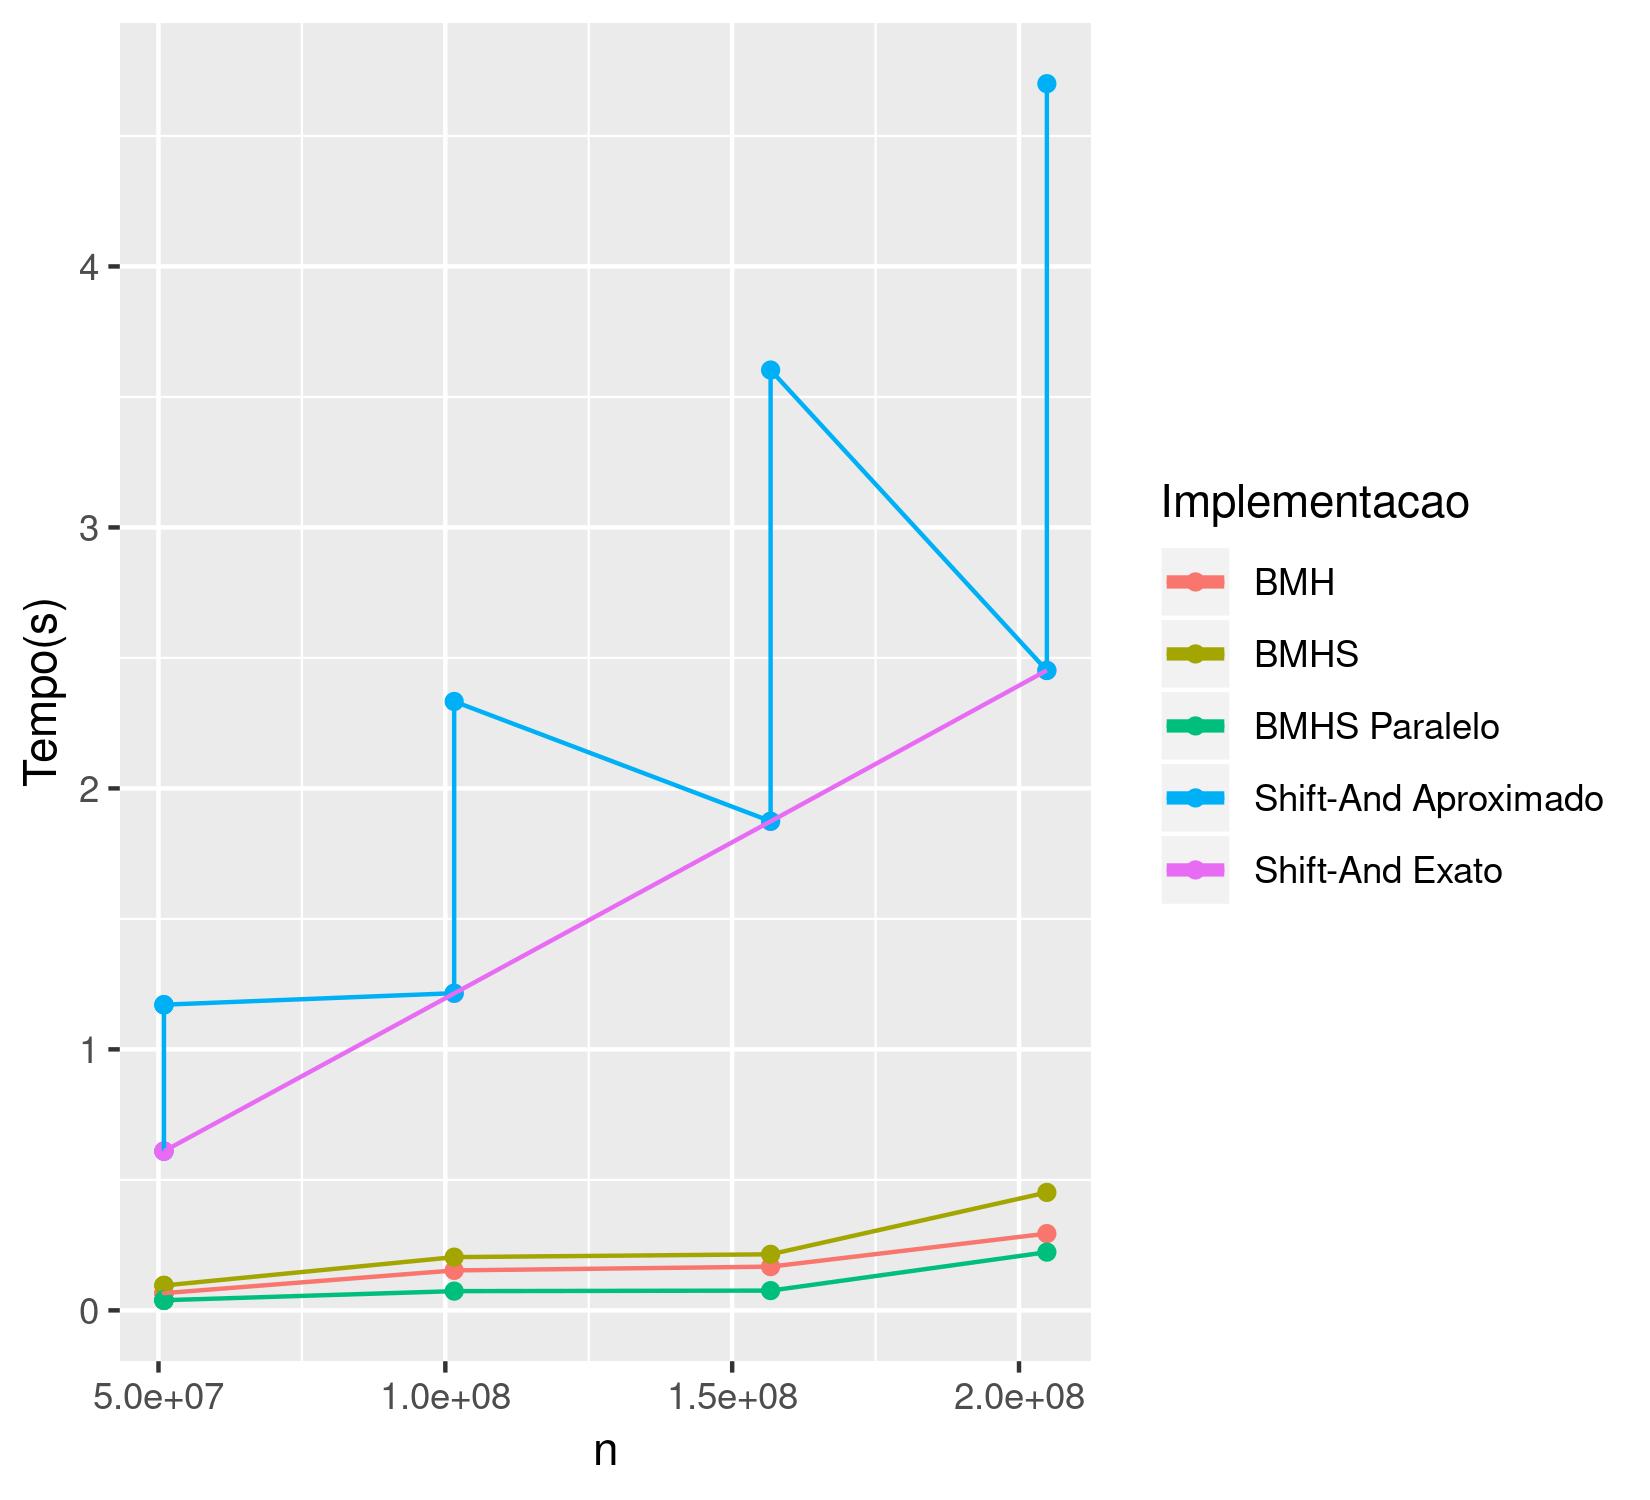 Tempo(s)
4
3
2
1
0
5.0e+07 1.0e+08 1.5e+08 2.0e+08
n
Implementacao
BMH
BMHS
BMHS Paralelo
Shift-And Aproximado
Shift-And Exato